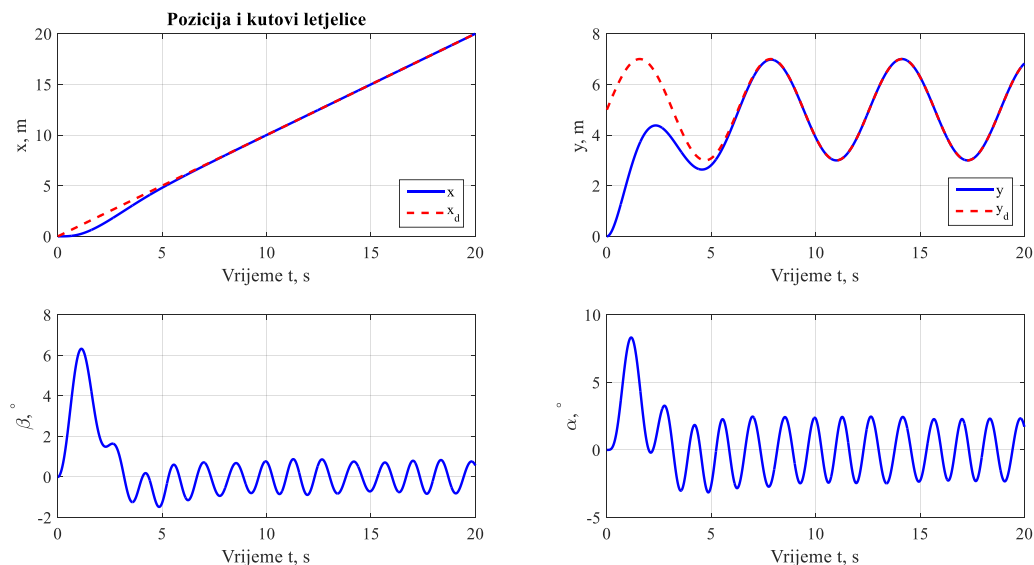 Pozicija i kutovi letjelice
x, m
20
15
10
5
0
0 5 10 15 20
Vrijeme t, s
x
x_d
y, m
8
6
4
2
0
0 5 10 15 20
Vrijeme t, s
y
y_d
β, °
8
6
4
2
0
-2
0 5 10 15 20
Vrijeme t, s
α, °
10
5
0
-5
0 5 10 15 20
Vrijeme t, s